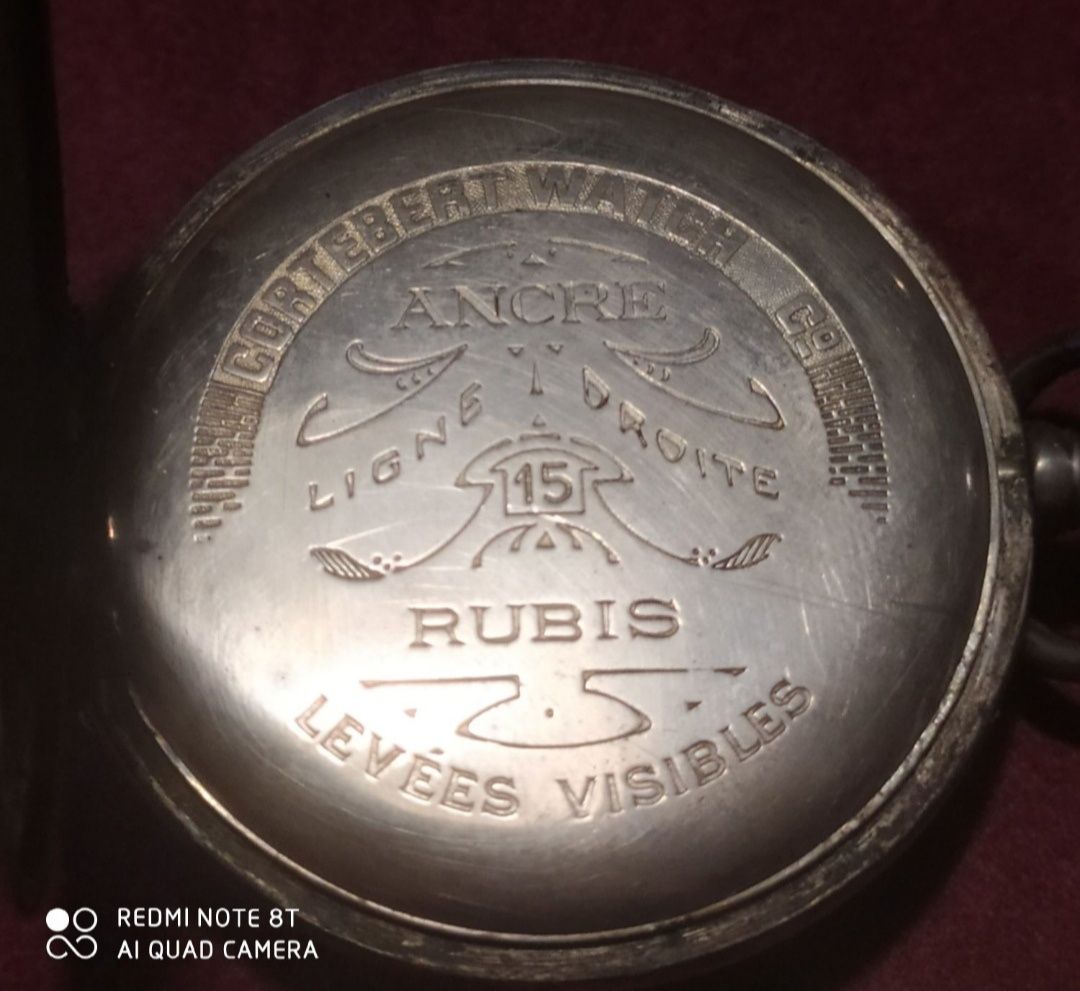 CORTEBERT WATCH Cº
ANCRE
LIGNE DROITE
15
RUBIS
LEVÉES VISIBLES
REDMI NOTE 8T
AI QUAD CAMERA